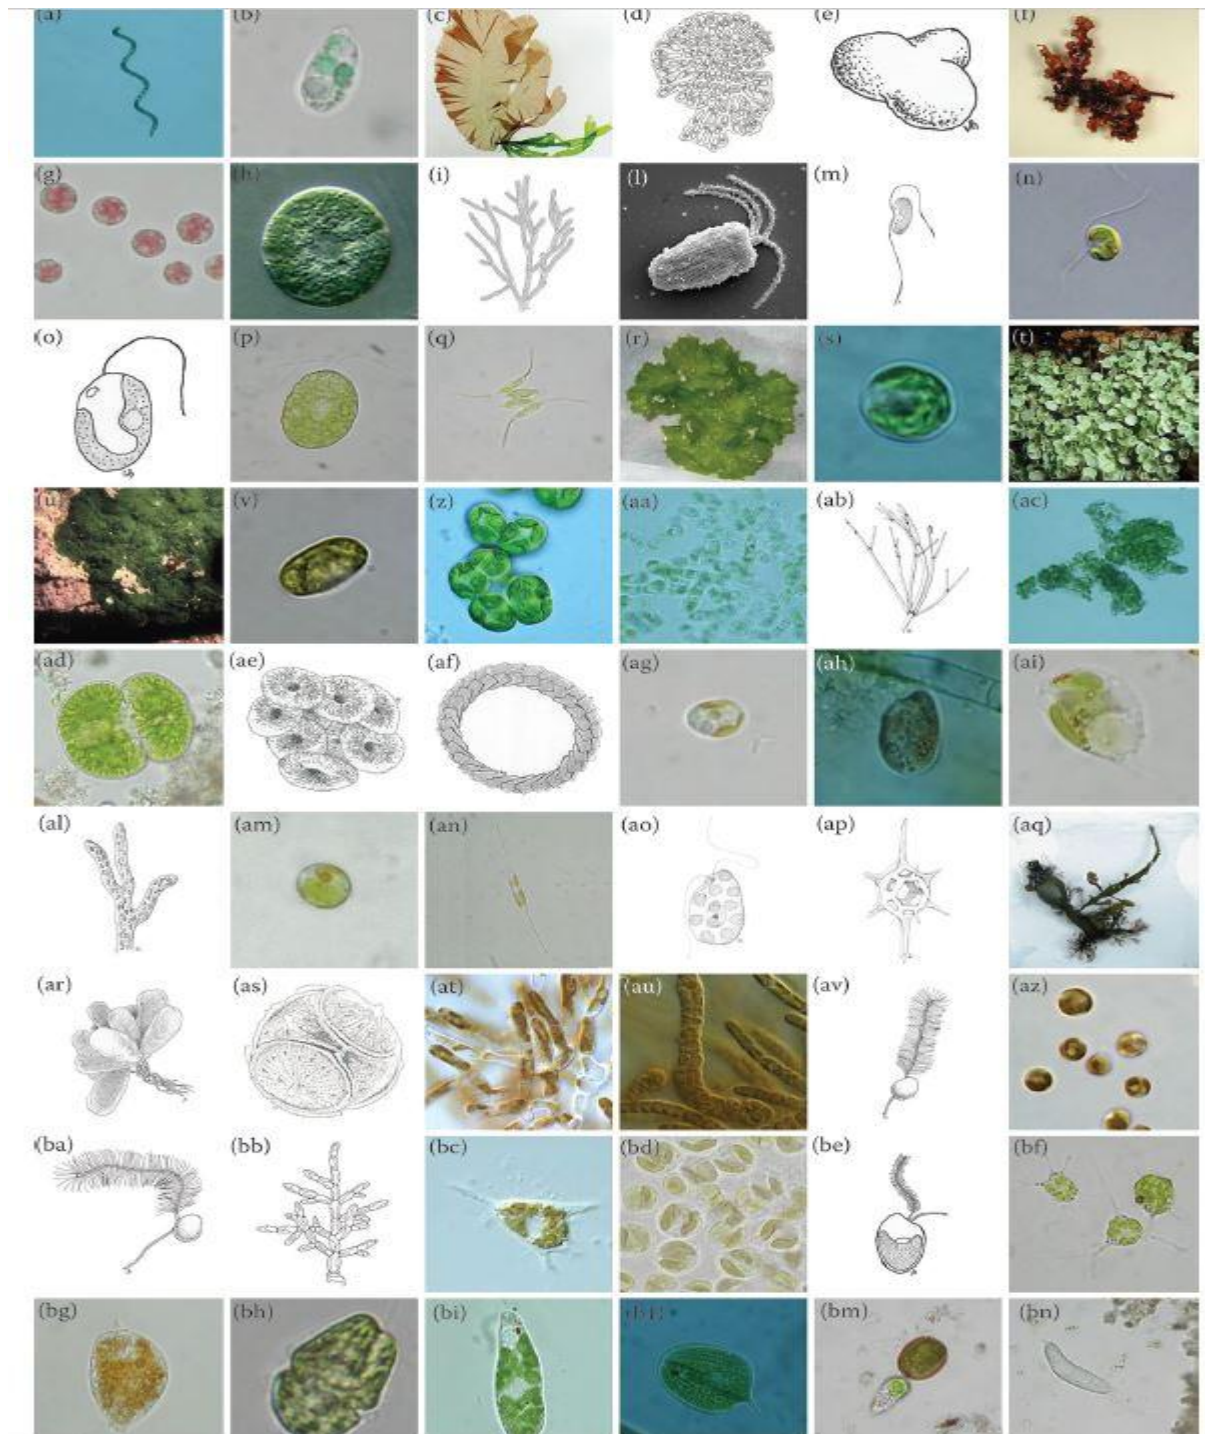 (a) (b) (c) (d) (e) (f)
(g) (h) (i) (l) (m) (n)
(o) (p) (q) (r) (s) (t)
(u) (v) (z) (aa) (ab) (ac)
(ad) (ae) (af) (ag) (ah) (ai)
(al) (am) (an) (ao) (ap) (aq)
(ar) (as) (at) (au) (av) (az)
(ba) (bb) (bc) (bd) (be) (bf)
(bg) (bh) (bi) (bl) (bm) (bn)